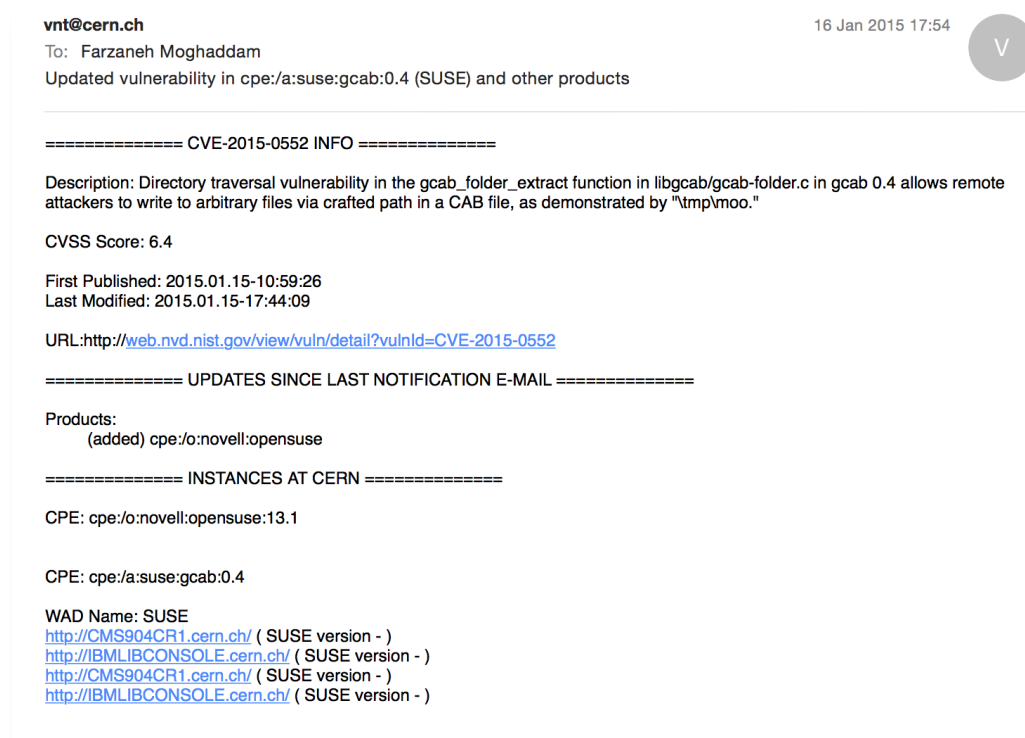 vnt@cern.ch
16 Jan 2015 17:54
V
To: Farzaneh Moghaddam
Updated vulnerability in cpe:/a:suse:gcab:0.4 (SUSE) and other products
============== CVE-2015-0552 INFO ==============
Description: Directory traversal vulnerability in the gcab_folder_extract function in libgcab/gcab-folder.c in gcab 0.4 allows remote
attackers to write to arbitrary files via crafted path in a CAB file, as demonstrated by "\tmp\moo."
CVSS Score: 6.4
First Published: 2015.01.15-10:59:26
Last Modified: 2015.01.15-17:44:09
URL:http://web.nvd.nist.gov/view/vuln/detail?vulnId=CVE-2015-0552
============== UPDATES SINCE LAST NOTIFICATION E-MAIL ==============
Products:
(added) cpe:/o:novell:opensuse
============== INSTANCES AT CERN ==============
CPE: cpe:/o:novell:opensuse:13.1
CPE: cpe:/a:suse:gcab:0.4
WAD Name: SUSE
http://CMS904CR1.cern.ch/ ( SUSE version - )
http://IBMLIBCONSOLE.cern.ch/ ( SUSE version - )
http://CMS904CR1.cern.ch/ ( SUSE version - )
http://IBMLIBCONSOLE.cern.ch/ ( SUSE version - )